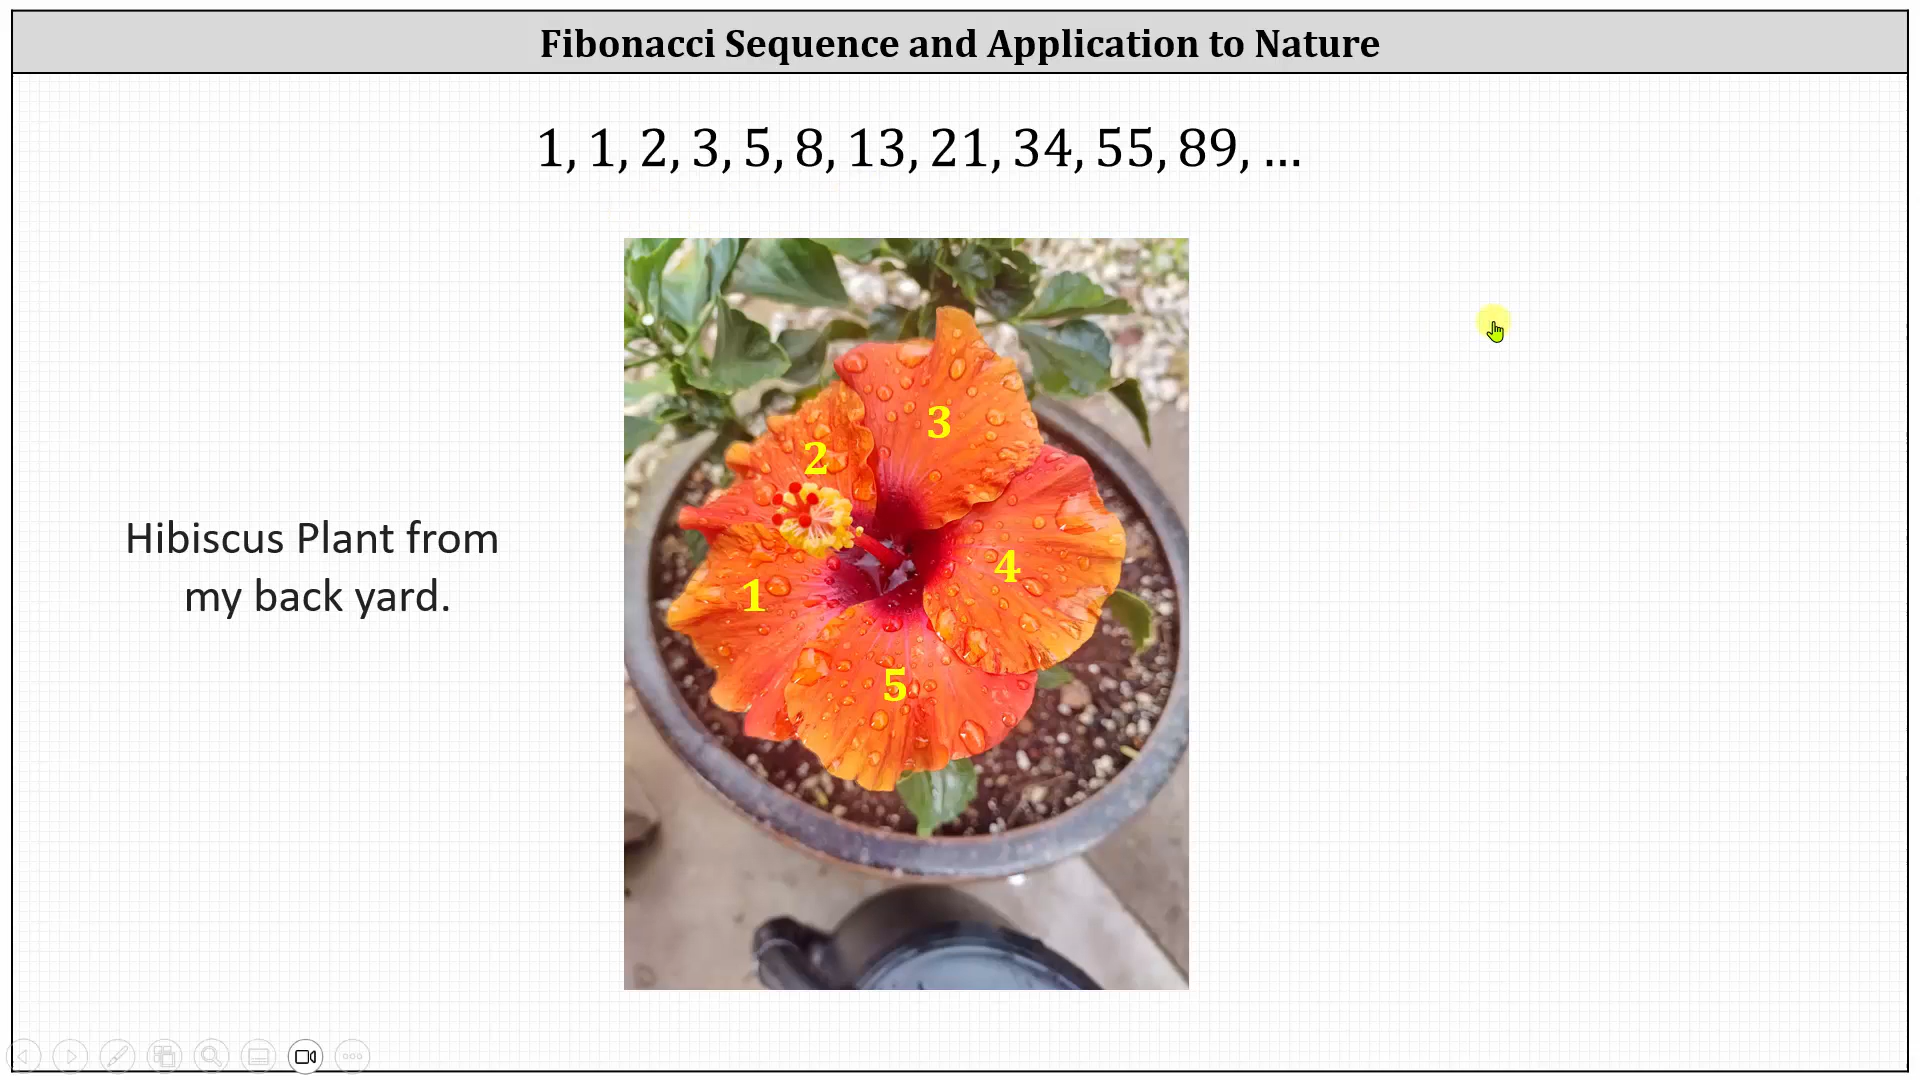 Fibonacci Sequence and Application to Nature
1, 1, 2, 3, 5, 8, 13, 21, 34, 55, 89, ...
3
2
4
1
5
Hibiscus Plant from
my back yard.